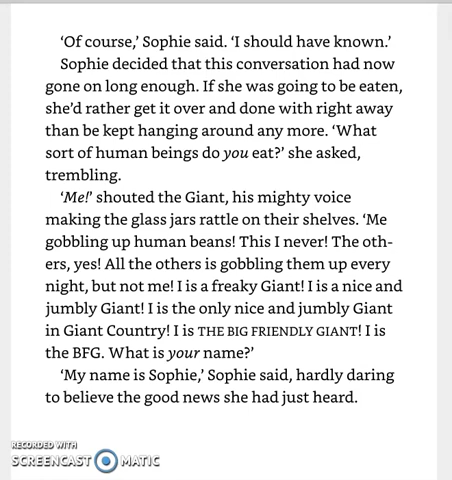 ‘Of course,’ Sophie said. ‘I should have known.’
Sophie decided that this conversation had now
gone on long enough. If she was going to be eaten,
she’d rather get it over and done with right away
than be kept hanging around any more. ‘What
sort of human beings do you eat?’ she asked,
trembling.
‘Me!’ shouted the Giant, his mighty voice
making the glass jars rattle on their shelves. ‘Me
gobbling up human beans! This I never! The oth-
ers, yes! All the others is gobbling them up every
night, but not me! I is a freaky Giant! I is a nice and
jumbly Giant! I is the only nice and jumbly Giant
in Giant Country! I is THE BIG FRIENDLY GIANT! I is
the BFG. What is your name?’
‘My name is Sophie,’ Sophie said, hardly daring
to believe the good news she had just heard.
RECORDED WITH
SCREENCAST MATIC